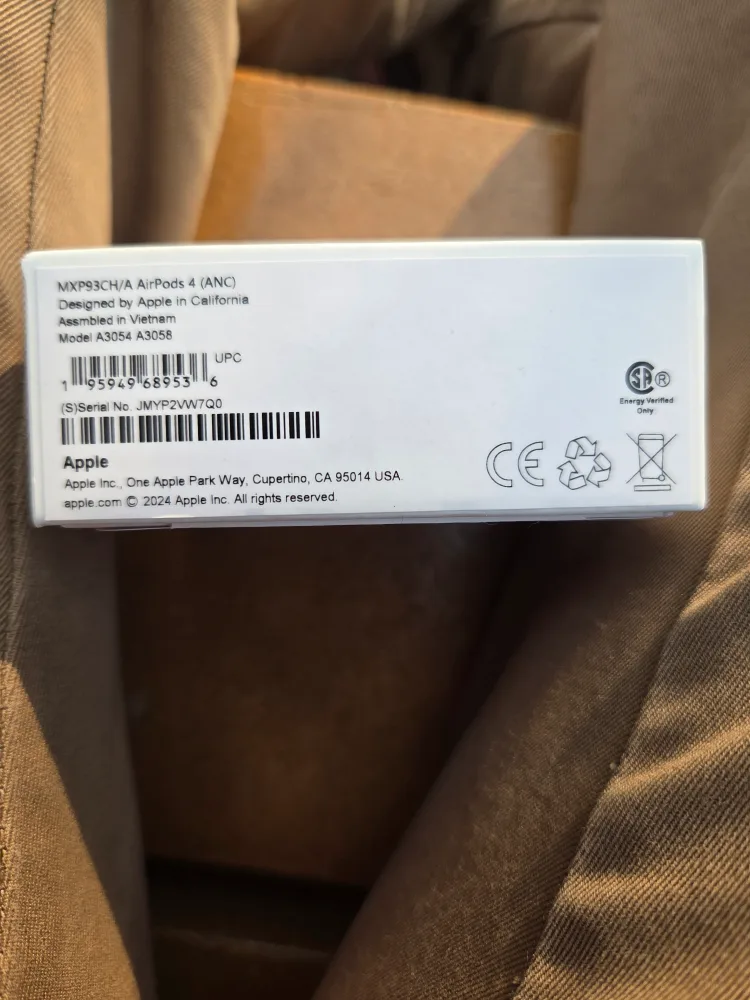 MXP93CH/A AirPods 4 (ANC)
Designed by Apple in California
Assmbled in Vietnam
Model A3054 A3058
UPC
1 95949 68953 6
(S)Serial No. JMYP2VW7Q0
Apple
Apple Inc., One Apple Park Way, Cupertino, CA 95014 USA.
apple.com © 2024 Apple Inc. All rights reserved.
SA ®
Energy Verified
Only
CE